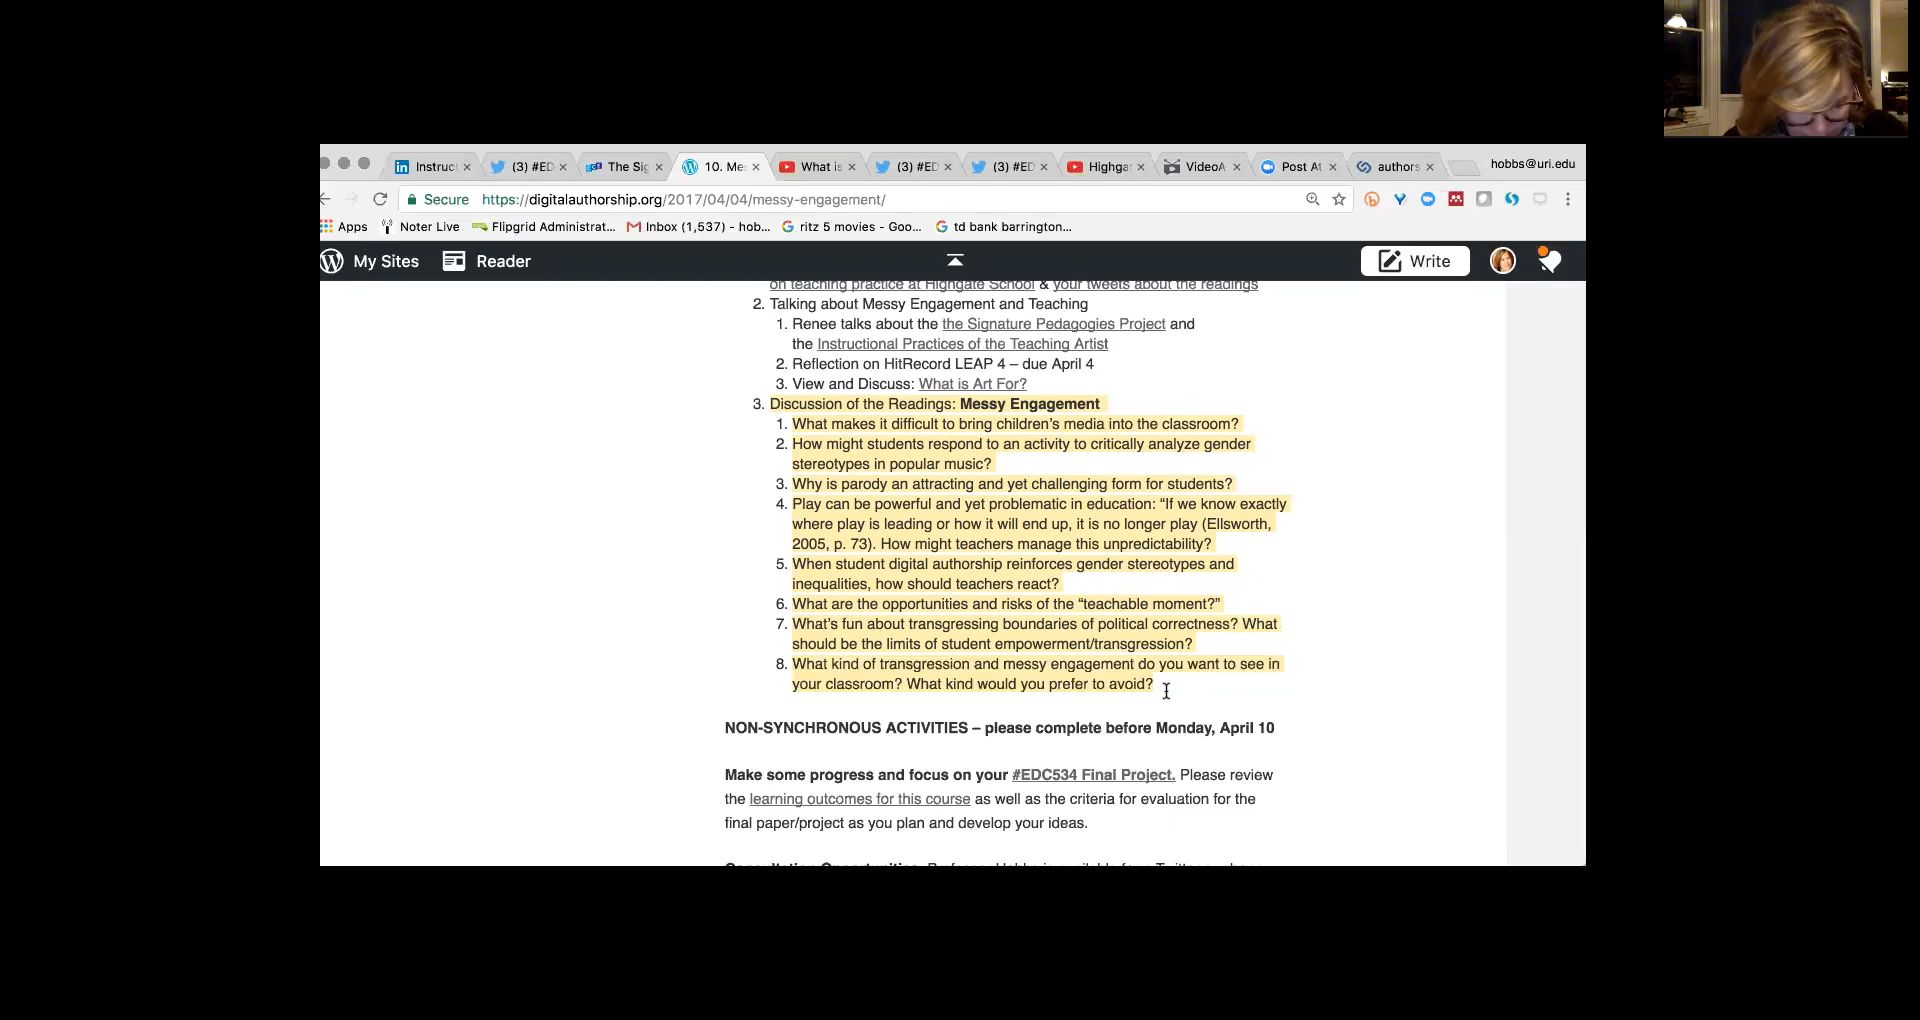 Instruc
(3) #ED
The Sig
10. Me
What is
(3) #ED
(3) #ED
Highga
VideoA
Post At
authors
hobbs@uri.edu
Secure https://digitalauthorship.org/2017/04/04/messy-engagement/
Apps
Noter Live
Flipgrid Administrat...
Inbox (1,537) - hob...
ritz 5 movies - Goo...
td bank barrington...
My Sites
Reader
Write
on teaching practice at Highgate School & your tweets about the readings
2. Talking about Messy Engagement and Teaching
1. Renee talks about the the Signature Pedagogies Project and
the Instructional Practices of the Teaching Artist
2. Reflection on HitRecord LEAP 4 – due April 4
3. View and Discuss: What is Art For?
3. Discussion of the Readings: Messy Engagement
1. What makes it difficult to bring children’s media into the classroom?
2. How might students respond to an activity to critically analyze gender
stereotypes in popular music?
3. Why is parody an attracting and yet challenging form for students?
4. Play can be powerful and yet problematic in education: “If we know exactly
where play is leading or how it will end up, it is no longer play (Ellsworth,
2005, p. 73). How might teachers manage this unpredictability?
5. When student digital authorship reinforces gender stereotypes and
inequalities, how should teachers react?
6. What are the opportunities and risks of the “teachable moment?”
7. What’s fun about transgressing boundaries of political correctness? What
should be the limits of student empowerment/transgression?
8. What kind of transgression and messy engagement do you want to see in
your classroom? What kind would you prefer to avoid?
NON-SYNCHRONOUS ACTIVITIES – please complete before Monday, April 10
Make some progress and focus on your #EDC534 Final Project. Please review
the learning outcomes for this course as well as the criteria for evaluation for the
final paper/project as you plan and develop your ideas.